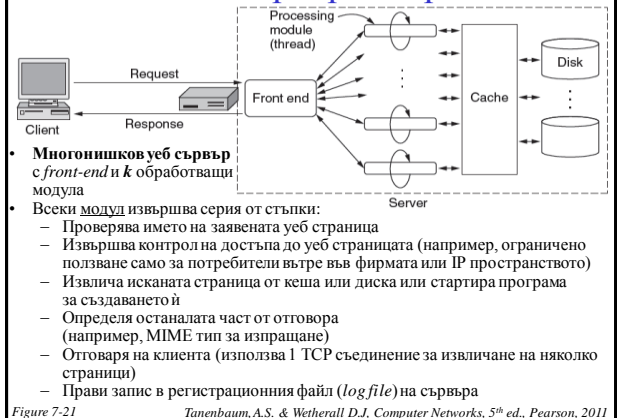 Processing
module
(thread)
Request
Response
Client
Front end
Cache
Disk
Server
• Многонишков уеб сървър
с front-end и k обработващи
модула
• Всеки модул извършва серия от стъпки:
– Проверява името на заявената уеб страница
– Извършва контрол на достъпа до уеб страницата (например, ограничено
ползване само за потребители вътре във фирмата или IP пространството)
– Извлича исканата страница от кеша или диска или стартира програма
за създаването ѝ
– Определя останалата част от отговора
(например, MIME тип за изпращане)
– Отговаря на клиента (използва 1 TCP съединение за извличане на няколко
страници)
– Прави запис в регистрационния файл (log file) на сървъра
Figure 7-21 Tanenbaum, A.S. & Wetherall D.J, Computer Networks, 5th ed., Pearson, 2011